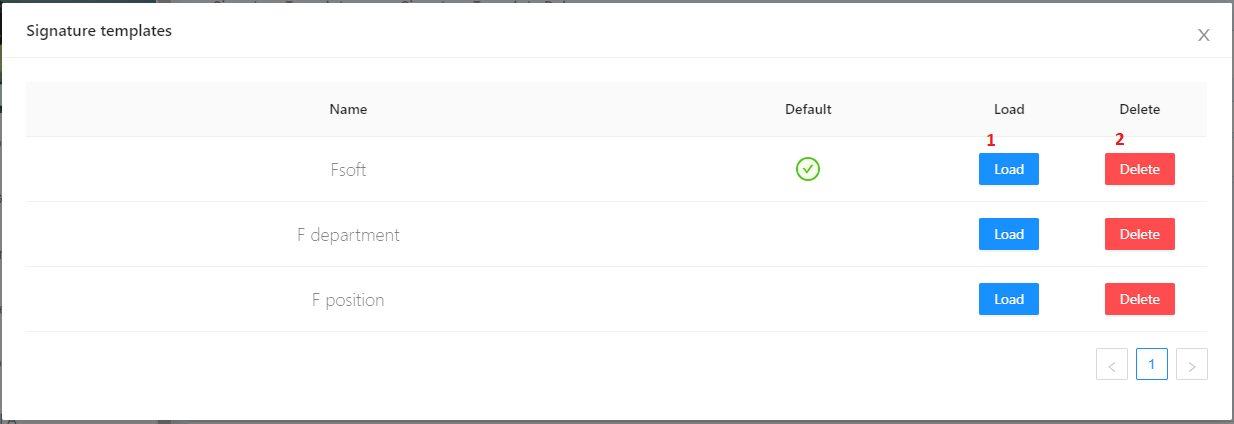 Signature templates
X
Name Default Load Delete
1 2
Fsoft Load Delete
F department Load Delete
F position Load Delete
< 1 >